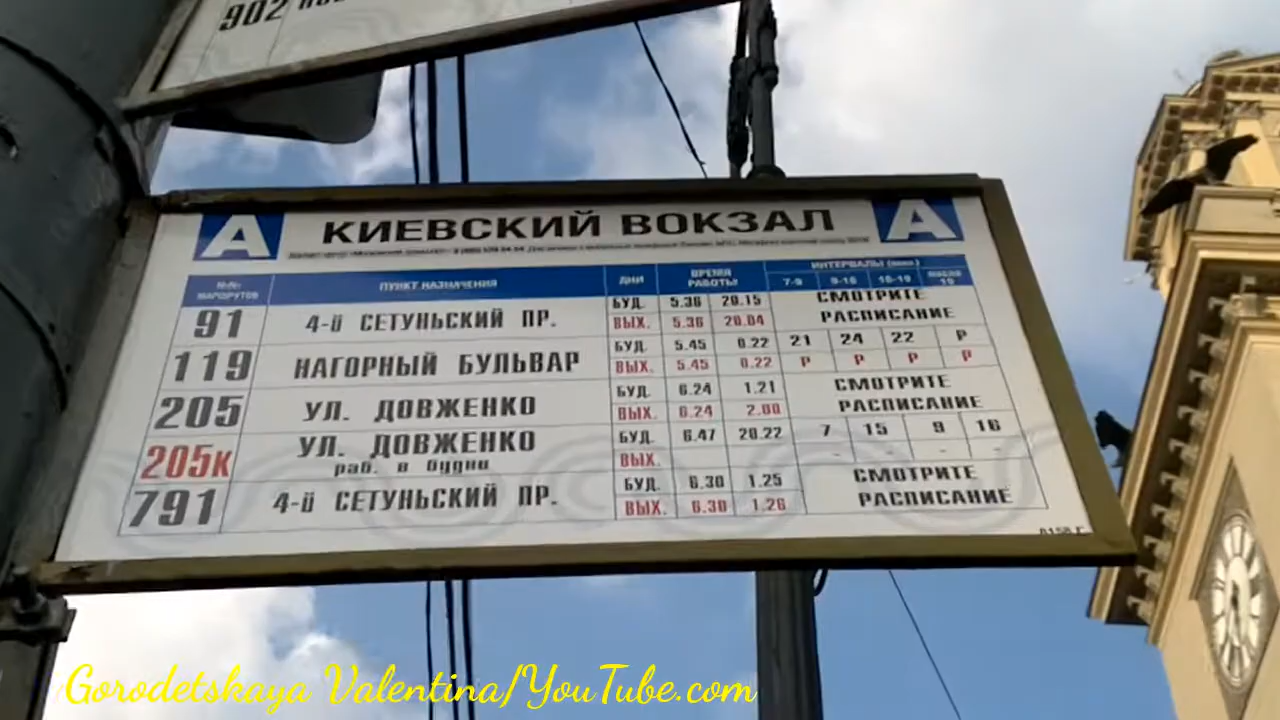 902
А КИЕВСКИЙ ВОКЗАЛ А
№№ МАРШРУТОВ ПУНКТ НАЗНАЧЕНИЯ ДНИ ВРЕМЯ РАБОТЫ ИНТЕРВАЛЫ (мин.)
7-9 9-16 16-19 после 19
91 4-й СЕТУНЬСКИЙ ПР. БУД. 5.36 20.15 СМОТРИТЕ
ВЫХ. 5.36 20.04 РАСПИСАНИЕ
119 НАГОРНЫЙ БУЛЬВАР БУД. 5.45 0.22 21 24 22 Р
ВЫХ. 5.45 0.22 Р Р Р Р
205 УЛ. ДОВЖЕНКО БУД. 6.24 1.21 СМОТРИТЕ
ВЫХ. 6.24 2.00 РАСПИСАНИЕ
205к УЛ. ДОВЖЕНКО БУД. 6.47 20.22 7 15 9 16
раб. в будни ВЫХ. - - - -
791 4-й СЕТУНЬСКИЙ ПР. БУД. 6.30 1.25 СМОТРИТЕ
ВЫХ. 6.30 1.26 РАСПИСАНИЕ
Gorodetskaya Valentina/YouTube.com